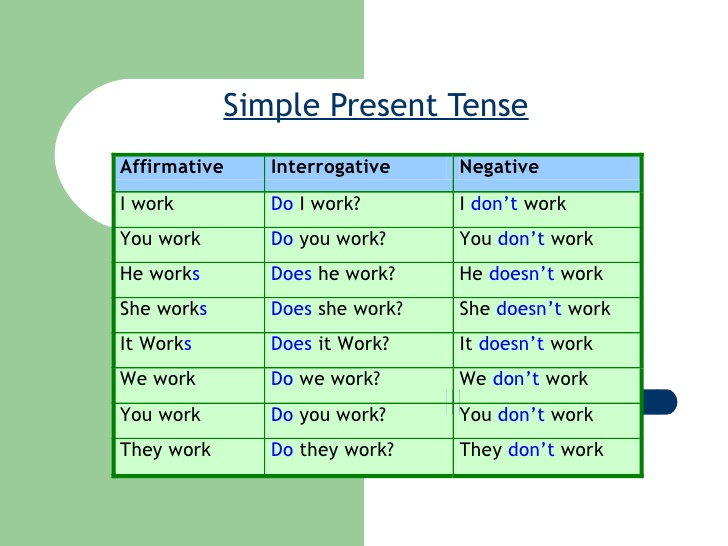 Simple Present Tense
Affirmative Interrogative Negative
I work Do I work? I don’t work
You work Do you work? You don’t work
He works Does he work? He doesn’t work
She works Does she work? She doesn’t work
It Works Does it Work? It doesn’t work
We work Do we work? We don’t work
You work Do you work? You don’t work
They work Do they work? They don’t work